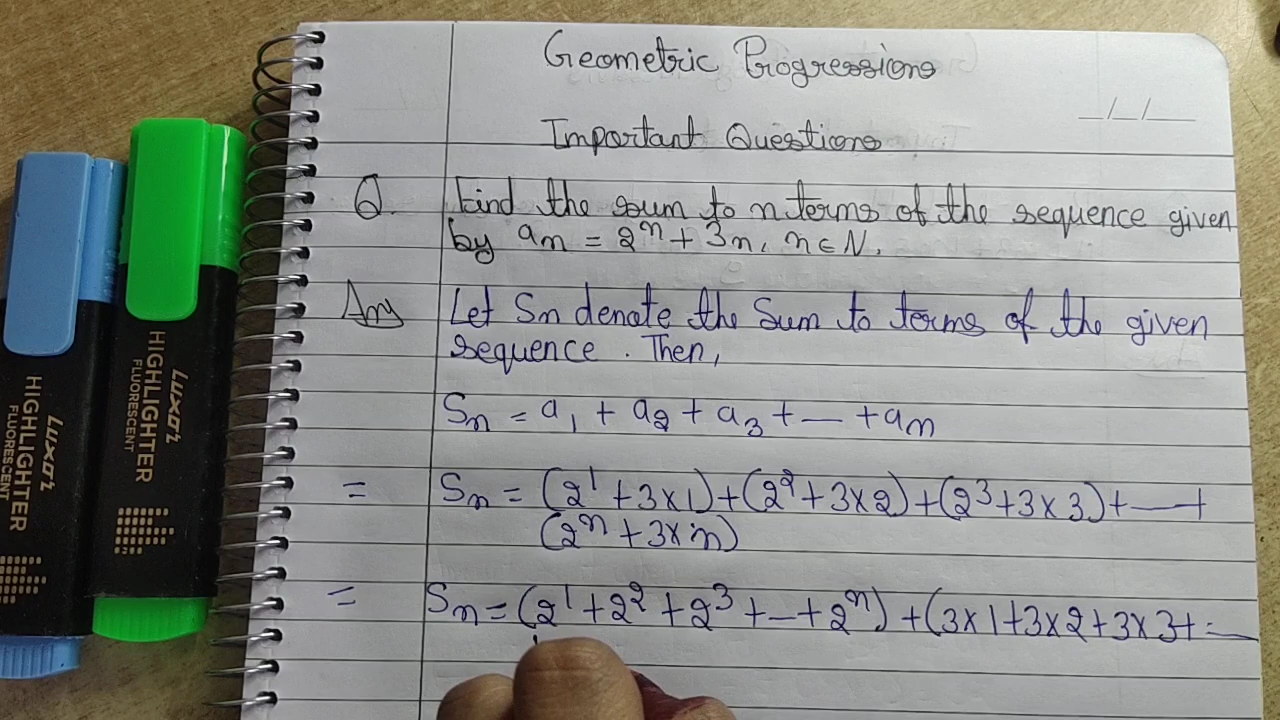 Geometric Progressions
_/_/_
Important Questions
Q. Find the sum to n terms of the sequence given
by an = 2ⁿ + 3n, n ∈ N.
Ans Let Sn denote the Sum to terms of the given
sequence. Then,
Sn = a₁ + a₂ + a₃ + — + an
= Sn = (2¹ + 3×1) + (2² + 3×2) + (2³ + 3×3) + — +
(2ⁿ + 3×n)
= Sn = (2¹ + 2² + 2³ + — + 2ⁿ) + (3×1 + 3×2 + 3×3 + —
LUXOR
HIGHLIGHTER
FLUORESCENT
LUXOR
HIGHLIGHTER
FLUORESCENT